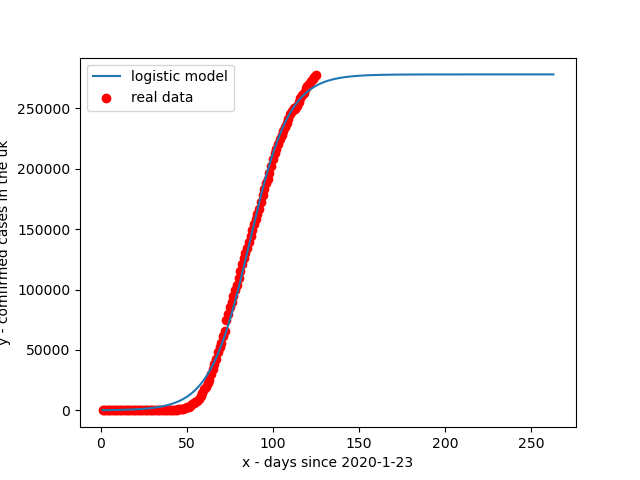 logistic model
real data
250000
200000
150000
100000
50000
0
y - comfirmed cases in the uk
0 50 100 150 200 250
x - days since 2020-1-23